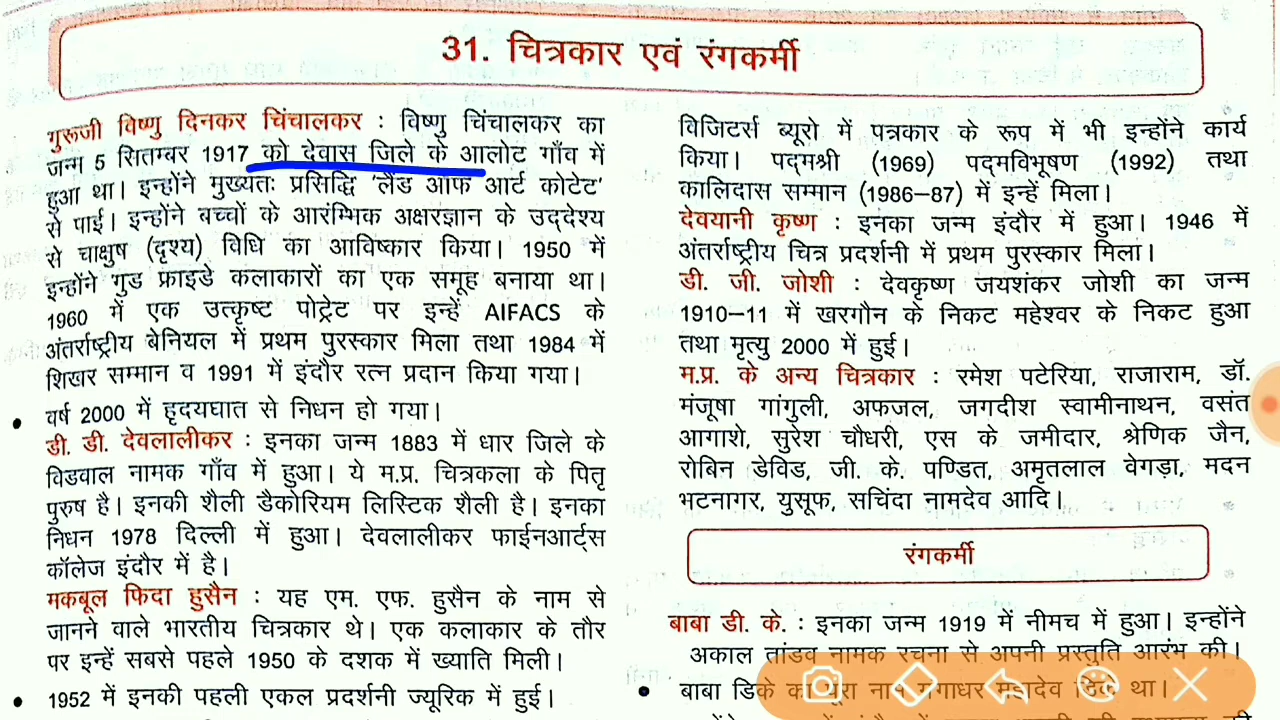 31. चित्रकार एवं रंगकर्मी
गुरुजी विष्णु दिनकर चिंचालकर : विष्णु चिंचालकर का
जन्म 5 सितम्बर 1917 को देवास जिले के आलोट गाँव में
हुआ था। इन्होंने मुख्यतः प्रसिद्धि ‘लैंड ऑफ आर्ट कोटेट’
से पाई। इन्होंने बच्चों के आरंम्भिक अक्षरज्ञान के उद्देश्य
से चाक्षुष (दृश्य) विधि का आविष्कार किया। 1950 में
इन्होंने गुड फ्राइडे कलाकारों का एक समूह बनाया था।
1960 में एक उत्कृष्ट पोट्रेट पर इन्हें AIFACS के
अंतर्राष्ट्रीय बेनियल में प्रथम पुरस्कार मिला तथा 1984 में
शिखर सम्मान व 1991 में इंदौर रत्न प्रदान किया गया।
• वर्ष 2000 में हृदयघात से निधन हो गया।
डी. डी. देवलालीकर : इनका जन्म 1883 में धार जिले के
विडवाल नामक गाँव में हुआ। ये म.प्र. चित्रकला के पितृ
पुरुष है। इनकी शैली डैकोरियम लिस्टिक शैली है। इनका
निधन 1978 दिल्ली में हुआ। देवलालीकर फाईनआर्ट्स
कॉलेज इंदौर में है।
मकबूल फिदा हुसैन : यह एम. एफ. हुसैन के नाम से
जानने वाले भारतीय चित्रकार थे। एक कलाकार के तौर
पर इन्हें सबसे पहले 1950 के दशक में ख्याति मिली।
• 1952 में इनकी पहली एकल प्रदर्शनी ज्यूरिक में हुई।
विजिटर्स ब्यूरो में पत्रकार के रूप में भी इन्होंने कार्य
किया। पद्मश्री (1969) पद्मविभूषण (1992) तथा
कालिदास सम्मान (1986–87) में इन्हें मिला।
देवयानी कृष्ण : इनका जन्म इंदौर में हुआ। 1946 में
अंतर्राष्ट्रीय चित्र प्रदर्शनी में प्रथम पुरस्कार मिला।
डी. जी. जोशी : देवकृष्ण जयशंकर जोशी का जन्म
1910–11 में खरगौन के निकट महेश्वर के निकट हुआ
तथा मृत्यु 2000 में हुई।
म.प्र. के अन्य चित्रकार : रमेश पटेरिया, राजाराम, डॉ.
मंजूषा गांगुली, अफजल, जगदीश स्वामीनाथन, वसंत
आगाशे, सुरेश चौधरी, एस के जमीदार, श्रेणिक जैन,
रोबिन डेविड, जी. के. पण्डित, अमृतलाल वेगड़ा, मदन
भटनागर, युसूफ, सचिंदा नामदेव आदि।
रंगकर्मी
बाबा डी. के. : इनका जन्म 1919 में नीमच में हुआ। इन्होंने
अकाल तांडव नामक रचना से अपनी प्रस्तुति आरंभ की।
• बाबा डिके का पूरा नाम गंगाधर महादेव डिके था।